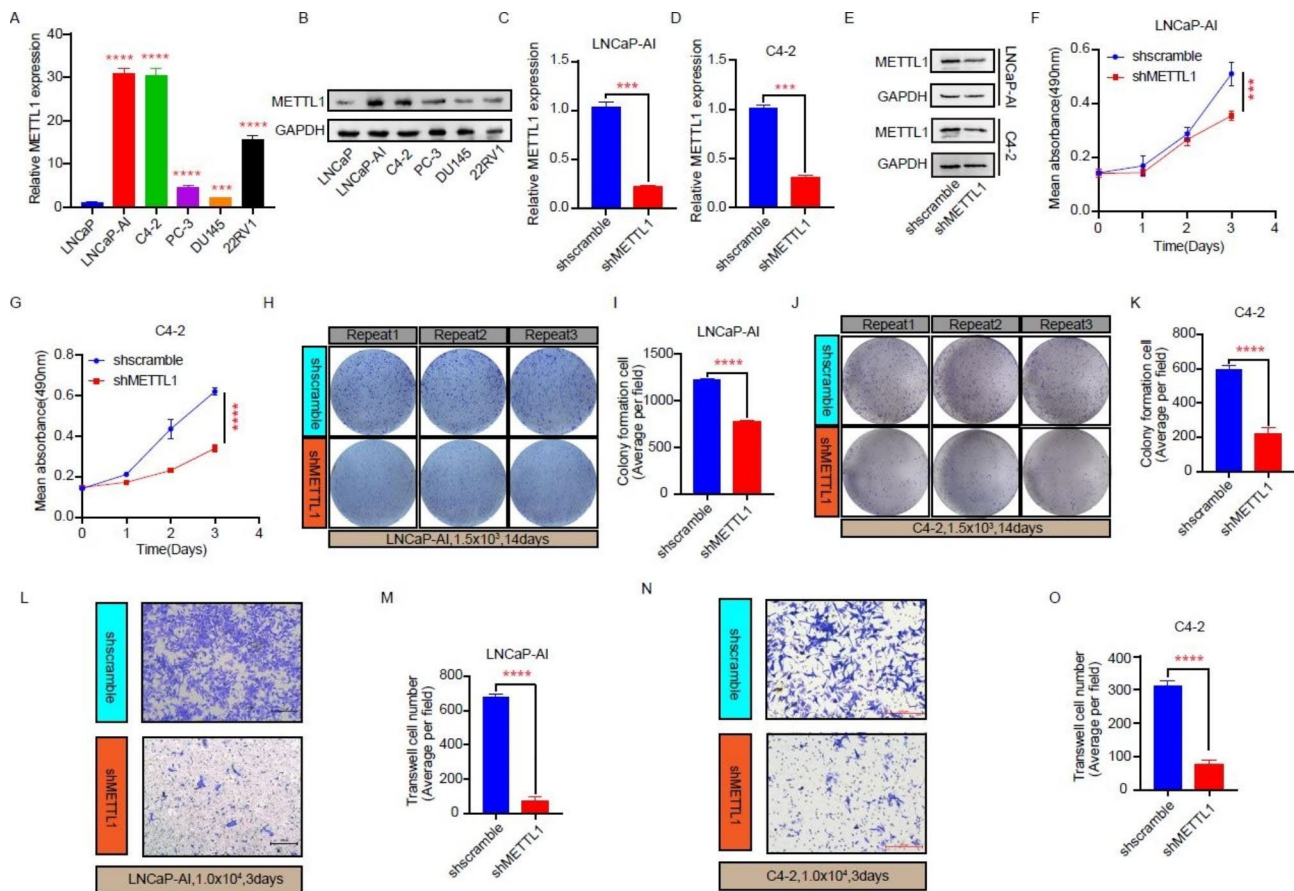 A
Relative METTL1 expression
40
30
20
10
0
****
****
****
***
****
LNCaP
LNCaP-AI
C4-2
PC-3
DU145
22RV1
B
METTL1
GAPDH
LNCaP
LNCaP-AI
C4-2
PC-3
DU145
22RV1
C
LNCaP-AI
Relative METTL1 expression
1.5
1.0
0.5
0.0
***
shscramble
shMETTL1
D
C4-2
Relative METTL1 expression
1.5
1.0
0.5
0.0
***
shscramble
shMETTL1
E
METTL1
GAPDH
LNCaP-AI
METTL1
GAPDH
C4-2
shscramble
shMETTL1
F
LNCaP-AI
shscramble
shMETTL1
Mean absorbance(490nm)
0.6
0.4
0.2
0.0
***
0 1 2 3 4
Time(Days)
G
C4-2
shscramble
shMETTL1
Mean absorbance(490nm)
0.8
0.6
0.4
0.2
0.0
****
0 1 2 3 4
Time(Days)
H
Repeat1 Repeat2 Repeat3
shscramble
shMETTL1
LNCaP-AI,1.5x10³,14days
I
LNCaP-AI
Colony formation cell
(Average per field)
1500
1000
500
0
****
shscramble
shMETTL1
J
Repeat1 Repeat2 Repeat3
shscramble
shMETTL1
C4-2,1.5x10³,14days
K
C4-2
Colony formation cell
(Average per field)
800
600
400
200
0
****
shscramble
shMETTL1
L
shscramble
shMETTL1
LNCaP-AI,1.0x10⁴,3days
M
LNCaP-AI
Transwell cell number
(Average per field)
800
600
400
200
0
****
shscramble
shMETTL1
N
shscramble
shMETTL1
C4-2,1.0x10⁴,3days
O
C4-2
Transwell cell number
(Average per field)
400
300
200
100
0
****
shscramble
shMETTL1